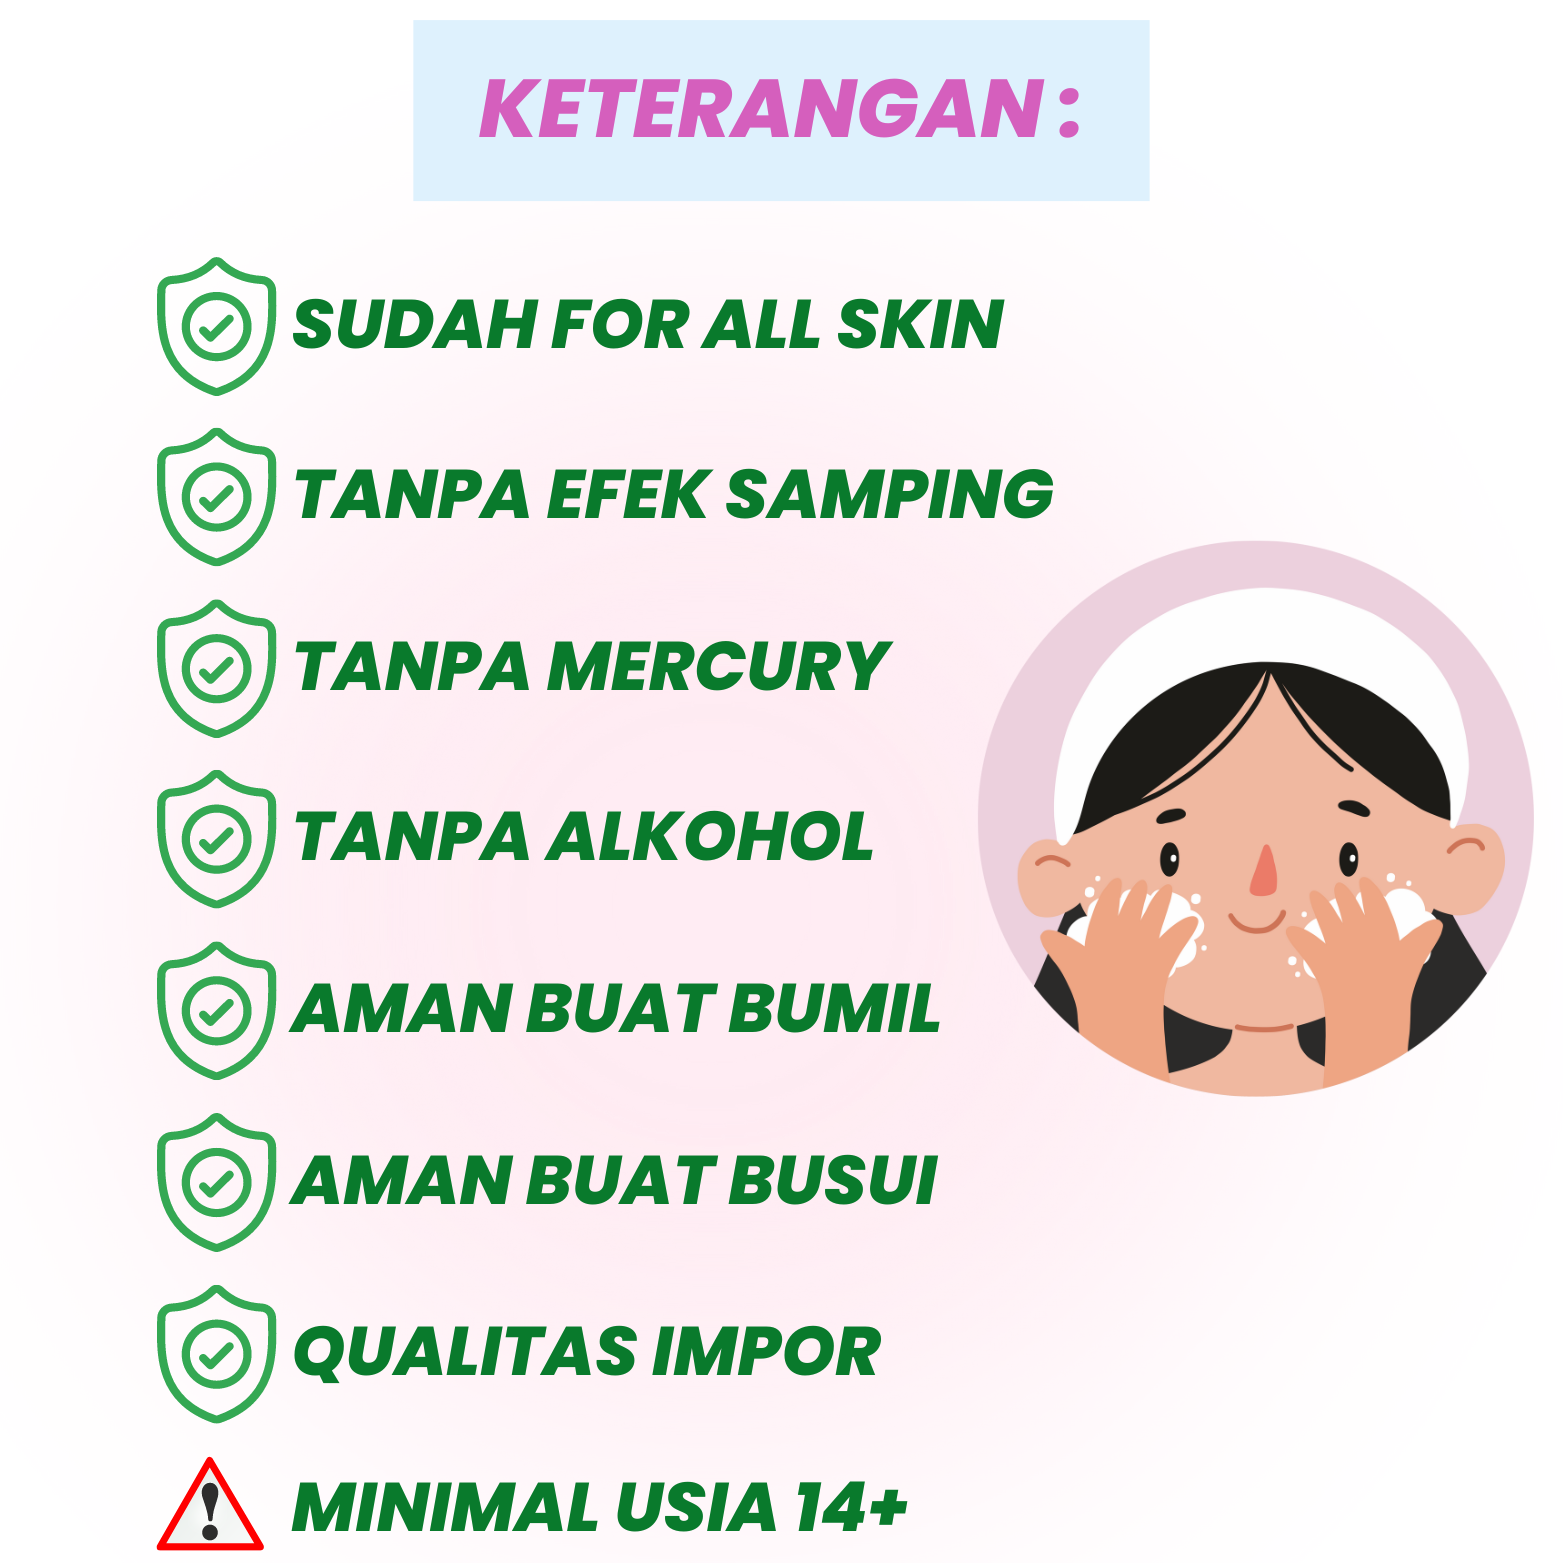 KETERANGAN :
SUDAH FOR ALL SKIN
TANPA EFEK SAMPING
TANPA MERCURY
TANPA ALKOHOL
AMAN BUAT BUMIL
AMAN BUAT BUSUI
QUALITAS IMPOR
MINIMAL USIA 14+